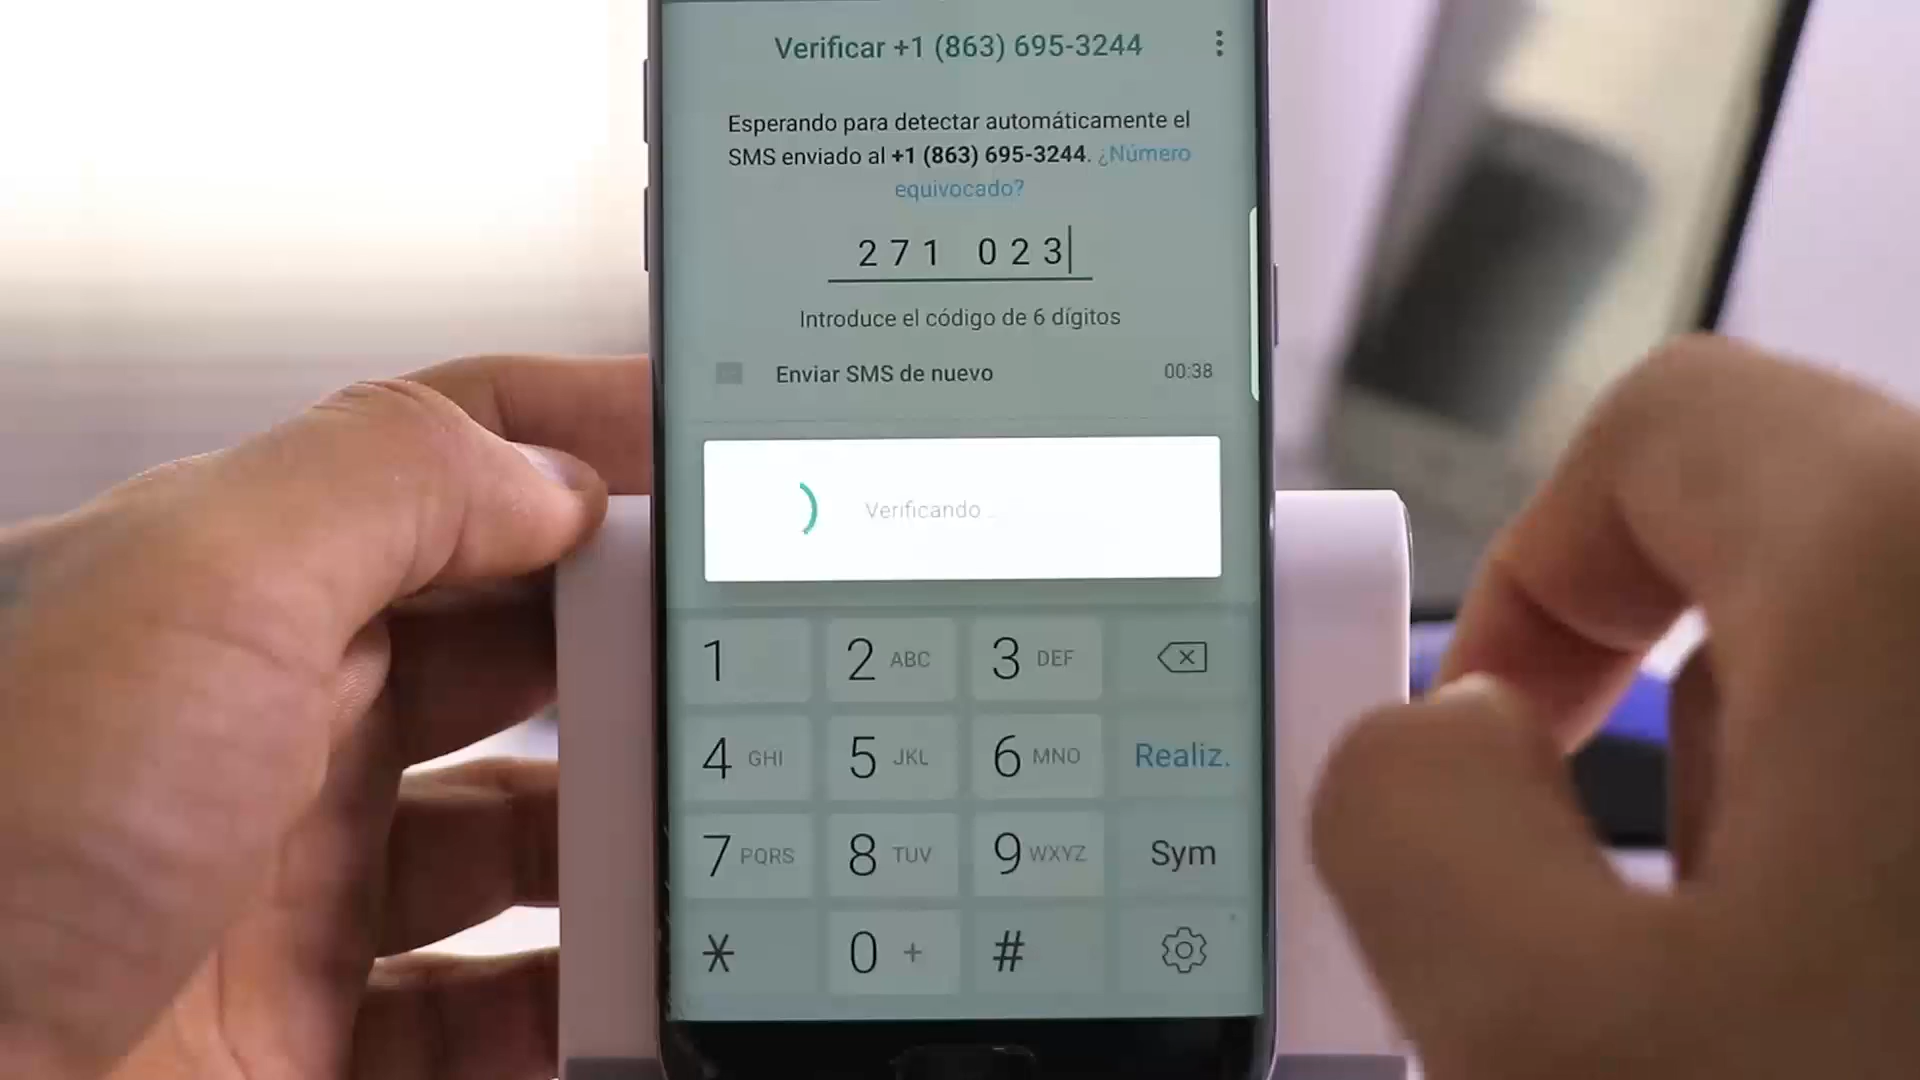 Verificar +1 (863) 695-3244
Esperando para detectar automáticamente el
SMS enviado al +1 (863) 695-3244. ¿Número
equivocado?
271 023
Introduce el código de 6 dígitos
Enviar SMS de nuevo 00:38
Verificando ...
1 2 ABC 3 DEF
4 GHI 5 JKL 6 MNO Realiz.
7 PQRS 8 TUV 9 WXYZ Sym
* 0 + #